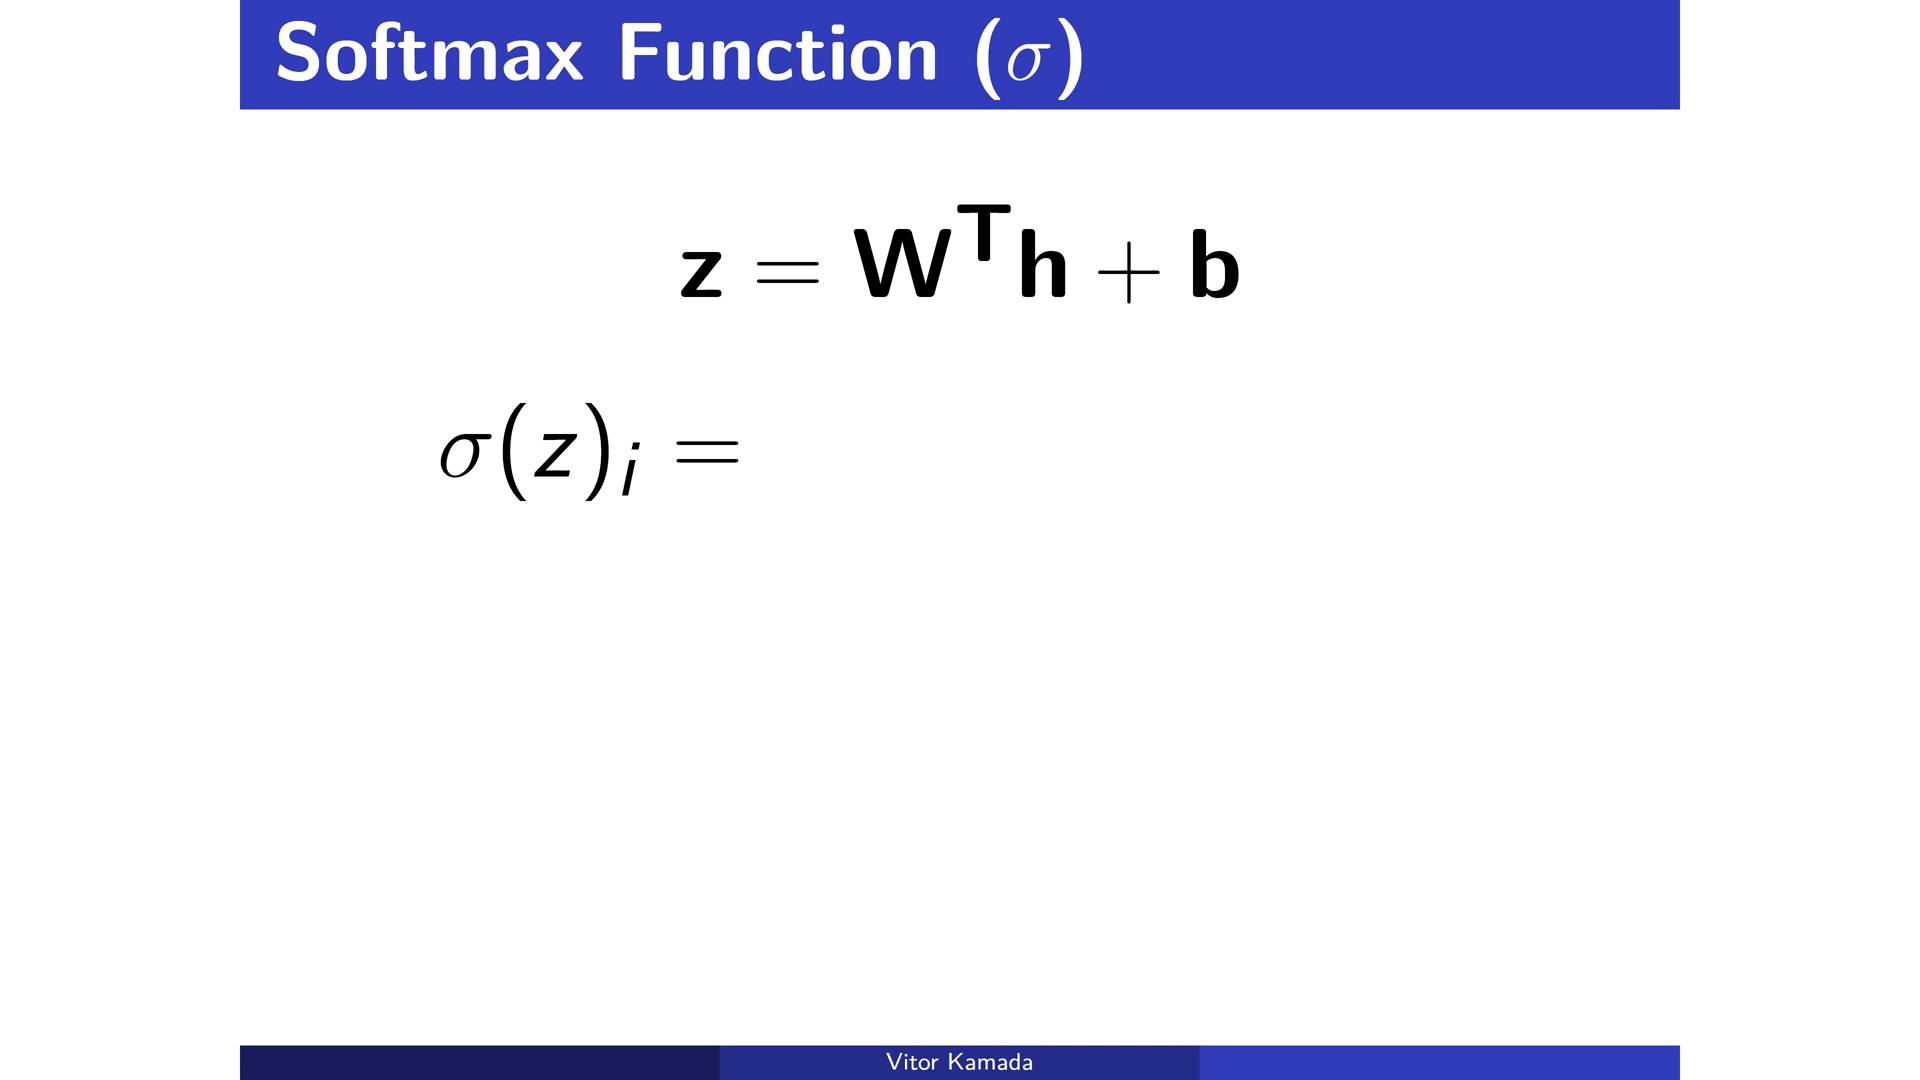 Softmax Function (σ)
z = Wᵀh + b
σ(z)ᵢ =
Vitor Kamada